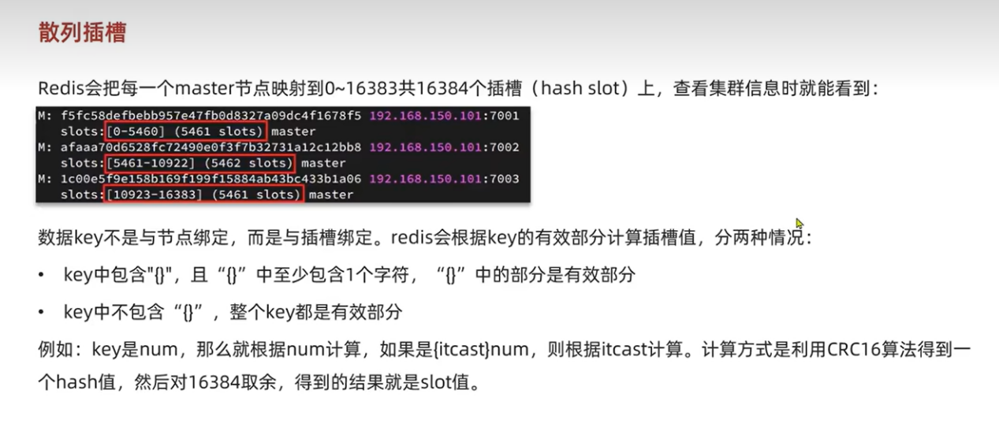 散列插槽
Redis会把每一个master节点映射到0~16383共16384个插槽（hash slot）上，查看集群信息时就能看到：
M: f5fc58defbebb957e47fb0d8327a09dc4f1678f5 192.168.150.101:7001
slots:[0-5460] (5461 slots) master
M: afaaa70d6528fc72490e0f3f7b32731a12c12bb8 192.168.150.101:7002
slots:[5461-10922] (5462 slots) master
M: 1c00e5f9e158b169f199f15884ab43bc433b1a06 192.168.150.101:7003
slots:[10923-16383] (5461 slots) master
数据key不是与节点绑定，而是与插槽绑定。redis会根据key的有效部分计算插槽值，分两种情况：
• key中包含"{}"，且“{}”中至少包含1个字符，“{}”中的部分是有效部分
• key中不包含“{}”，整个key都是有效部分
例如：key是num，那么就根据num计算，如果是{itcast}num，则根据itcast计算。计算方式是利用CRC16算法得到一
个hash值，然后对16384取余，得到的结果就是slot值。